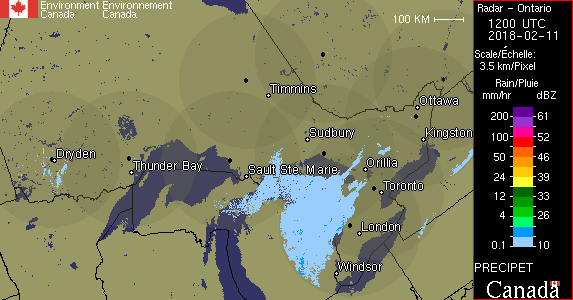 Environment Environnement
Canada Canada
100 KM
Timmins
Ottawa
Sudbury
Kingston
Dryden
Thunder Bay
Sault Ste. Marie
Orillia
Toronto
London
Windsor
Radar - Ontario
1200 UTC
2018-02-11
Scale/Échelle:
3.5 km/Pixel
Rain/Pluie
mm/hr dBZ
200 61
100 52
50 46
24 39
12 33
4 26
1 20
0.1 10
PRECIPET
Canada